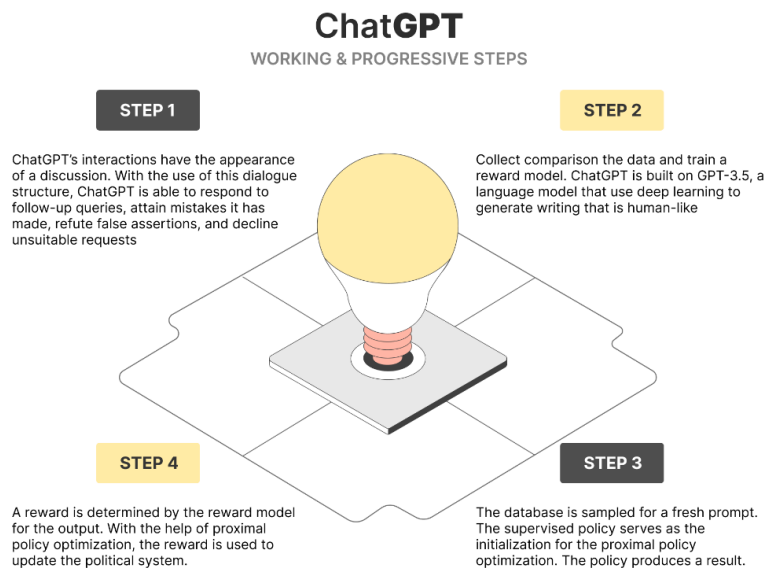 ChatGPT
WORKING & PROGRESSIVE STEPS
STEP 1
ChatGPT's interactions have the appearance
of a discussion. With the use of this dialogue
structure, ChatGPT is able to respond to
follow-up queries, attain mistakes it has
made, refute false assertions, and decline
unsuitable requests
STEP 2
Collect comparison the data and train a
reward model. ChatGPT is built on GPT-3.5, a
language model that use deep learning to
generate writing that is human-like
STEP 4
A reward is determined by the reward model
for the output. With the help of proximal
policy optimization, the reward is used to
update the political system.
STEP 3
The database is sampled for a fresh prompt.
The supervised policy serves as the
initialization for the proximal policy
optimization. The policy produces a result.